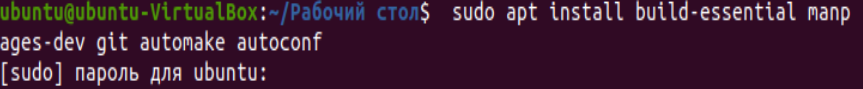 ubuntu@ubuntu-VirtualBox:~/Рабочий стол$  sudo apt install build-essential manp
ages-dev git automake autoconf
[sudo] пароль для ubuntu: